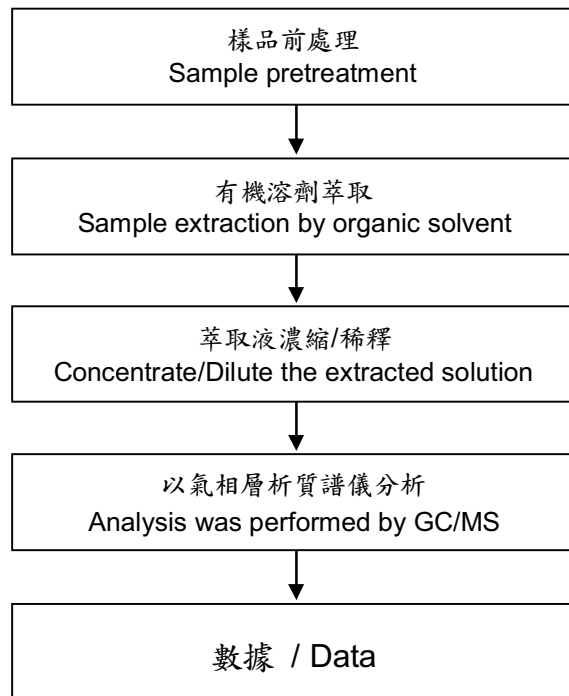 樣品前處理
Sample pretreatment
有機溶劑萃取
Sample extraction by organic solvent
萃取液濃縮/稀釋
Concentrate/Dilute the extracted solution
以氣相層析質譜儀分析
Analysis was performed by GC/MS
數據 / Data